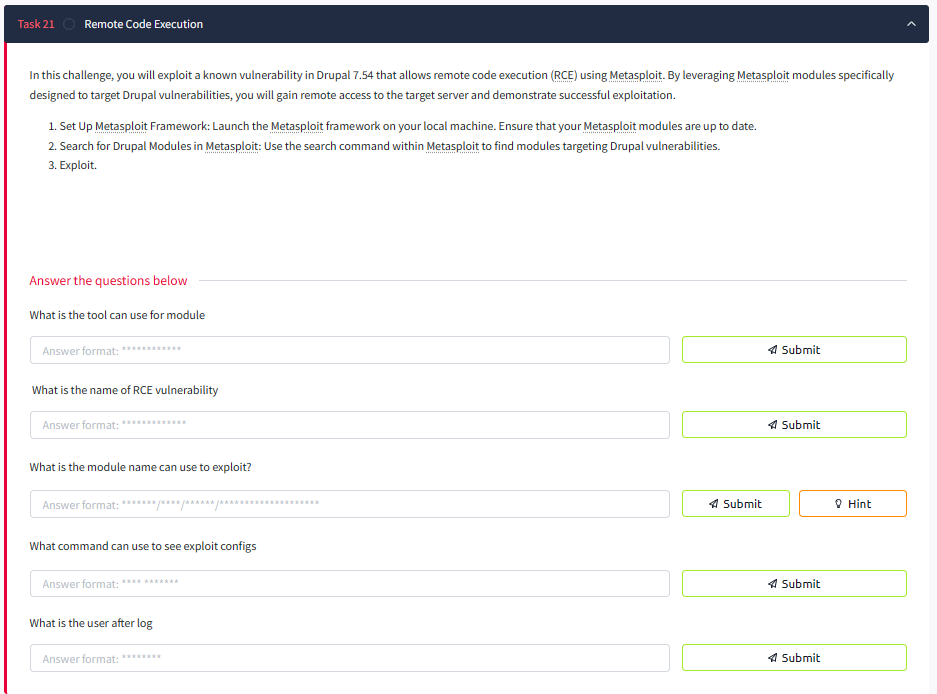 Task 21 Remote Code Execution
In this challenge, you will exploit a known vulnerability in Drupal 7.54 that allows remote code execution (RCE) using Metasploit. By leveraging Metasploit modules specifically
designed to target Drupal vulnerabilities, you will gain remote access to the target server and demonstrate successful exploitation.
1. Set Up Metasploit Framework: Launch the Metasploit framework on your local machine. Ensure that your Metasploit modules are up to date.
2. Search for Drupal Modules in Metasploit: Use the search command within Metasploit to find modules targeting Drupal vulnerabilities.
3. Exploit.
Answer the questions below
What is the tool can use for module
Answer format: ************ Submit
What is the name of RCE vulnerability
Answer format: ************* Submit
What is the module name can use to exploit?
Answer format: *******/****/******/******************** Submit Hint
What command can use to see exploit configs
Answer format: **** ******* Submit
What is the user after log
Answer format: ******** Submit